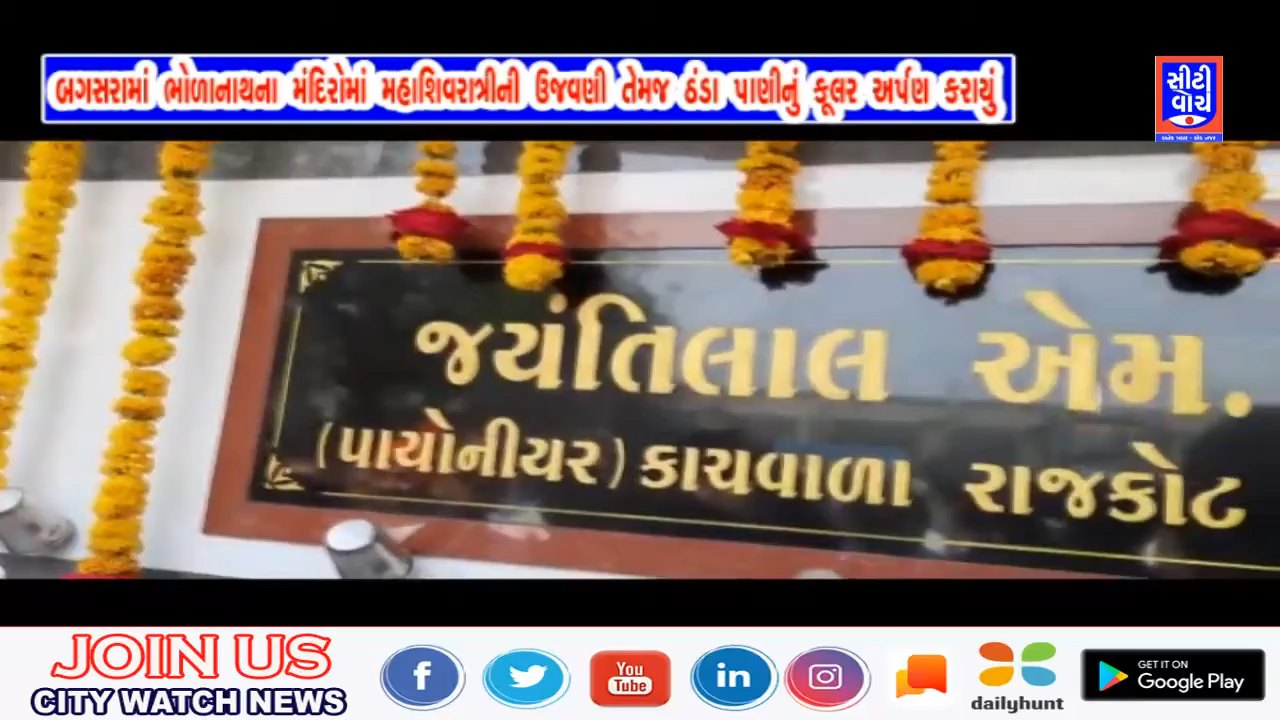 બગસરામાં ભોળાનાથના મંદિરોમાં મહાશિવરાત્રીની ઉજવણી તેમજ ઠંડા પાણીનું કૂલર અર્પણ કરાયું
સીટી
વોચ
જયંતિલાલ એમ.
(પાયોનીયર) કાચવાળા રાજકોટ
JOIN US
CITY WATCH NEWS
f
You
Tube
in
dailyhunt
GET IT ON
Google Play